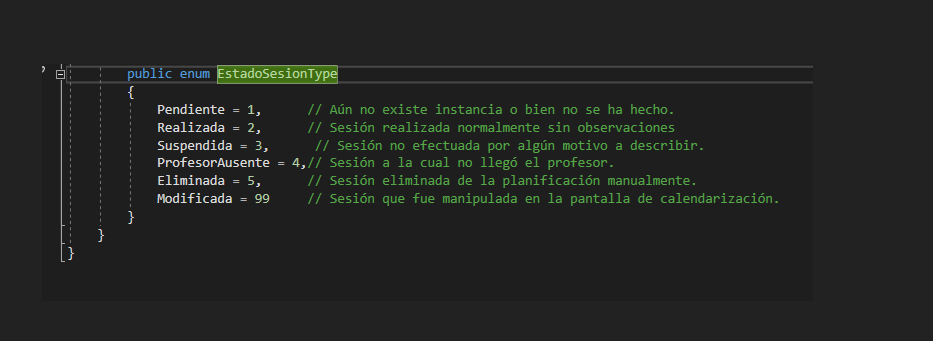 public enum EstadoSesionType
{
Pendiente = 1, // Aún no existe instancia o bien no se ha hecho.
Realizada = 2, // Sesión realizada normalmente sin observaciones
Suspendida = 3, // Sesión no efectuada por algún motivo a describir.
ProfesorAusente = 4,// Sesión a la cual no llegó el profesor.
Eliminada = 5, // Sesión eliminada de la planificación manualmente.
Modificada = 99 // Sesión que fue manipulada en la pantalla de calendarización.
}
}
}